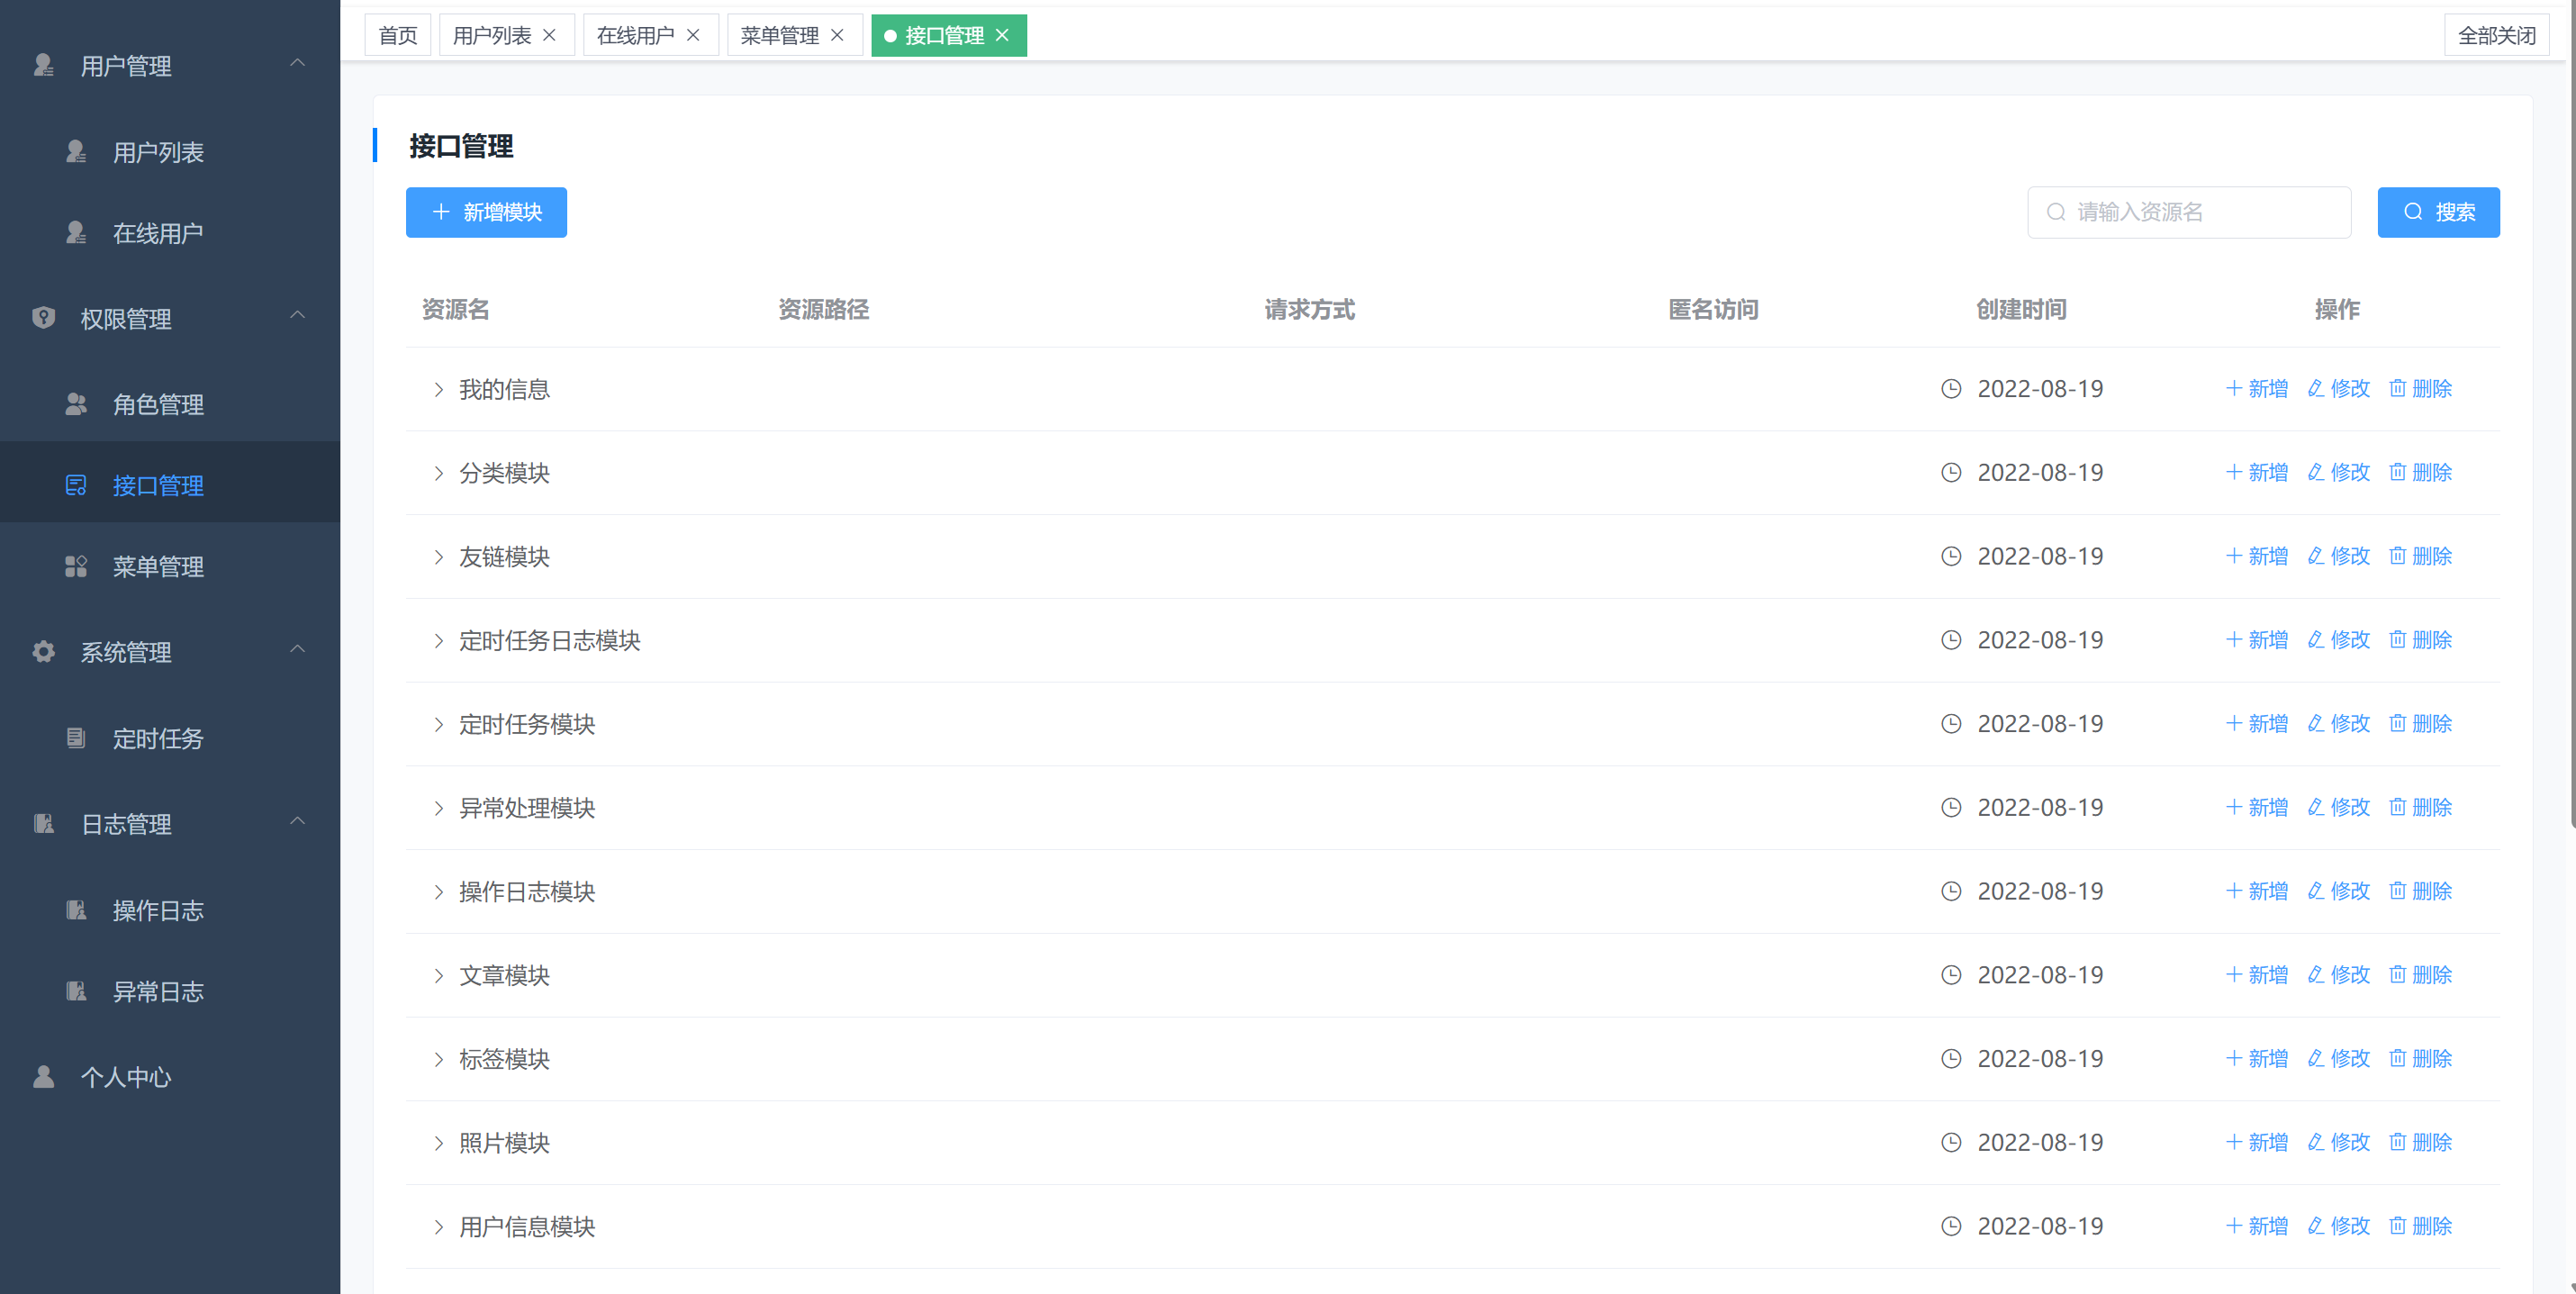 用户管理
用户列表
在线用户
权限管理
角色管理
接口管理
菜单管理
系统管理
定时任务
日志管理
操作日志
异常日志
个人中心
首页 用户列表 在线用户 菜单管理 接口管理 全部关闭
接口管理
新增模块 请输入资源名 搜索
资源名 资源路径 请求方式 匿名访问 创建时间 操作
我的信息 2022-08-19 新增 修改 删除
分类模块 2022-08-19 新增 修改 删除
友链模块 2022-08-19 新增 修改 删除
定时任务日志模块 2022-08-19 新增 修改 删除
定时任务模块 2022-08-19 新增 修改 删除
异常处理模块 2022-08-19 新增 修改 删除
操作日志模块 2022-08-19 新增 修改 删除
文章模块 2022-08-19 新增 修改 删除
标签模块 2022-08-19 新增 修改 删除
照片模块 2022-08-19 新增 修改 删除
用户信息模块 2022-08-19 新增 修改 删除